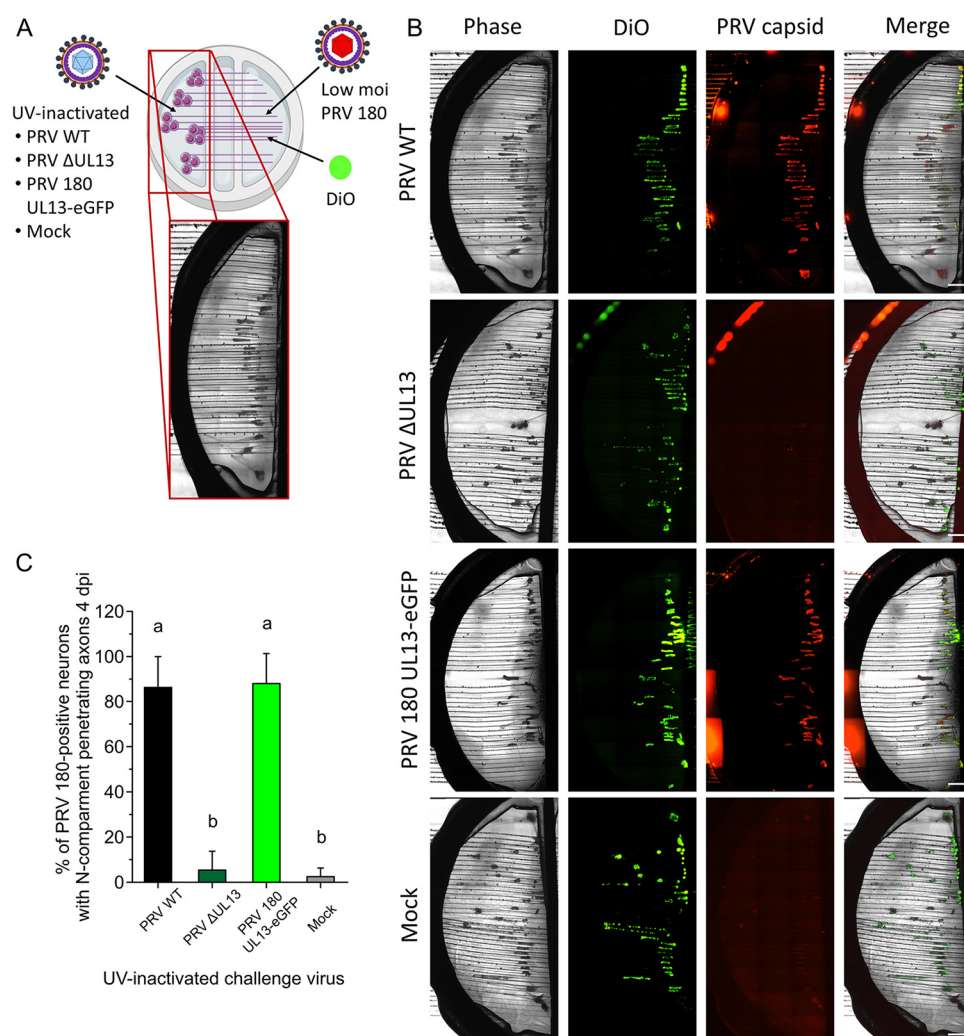 A
UV-inactivated
• PRV WT
• PRV ΔUL13
• PRV 180
UL13-eGFP
• Mock
Low moi
PRV 180
DiO
B
Phase
DiO
PRV capsid
Merge
PRV WT
PRV ΔUL13
PRV 180 UL13-eGFP
Mock
C
% of PRV 180-positive neurons
with N-comparment penetrating axons 4 dpi
120
100
80
60
40
20
0
a
b
a
b
PRV WT
PRV ΔUL13
PRV 180
UL13-eGFP
Mock
UV-inactivated challenge virus